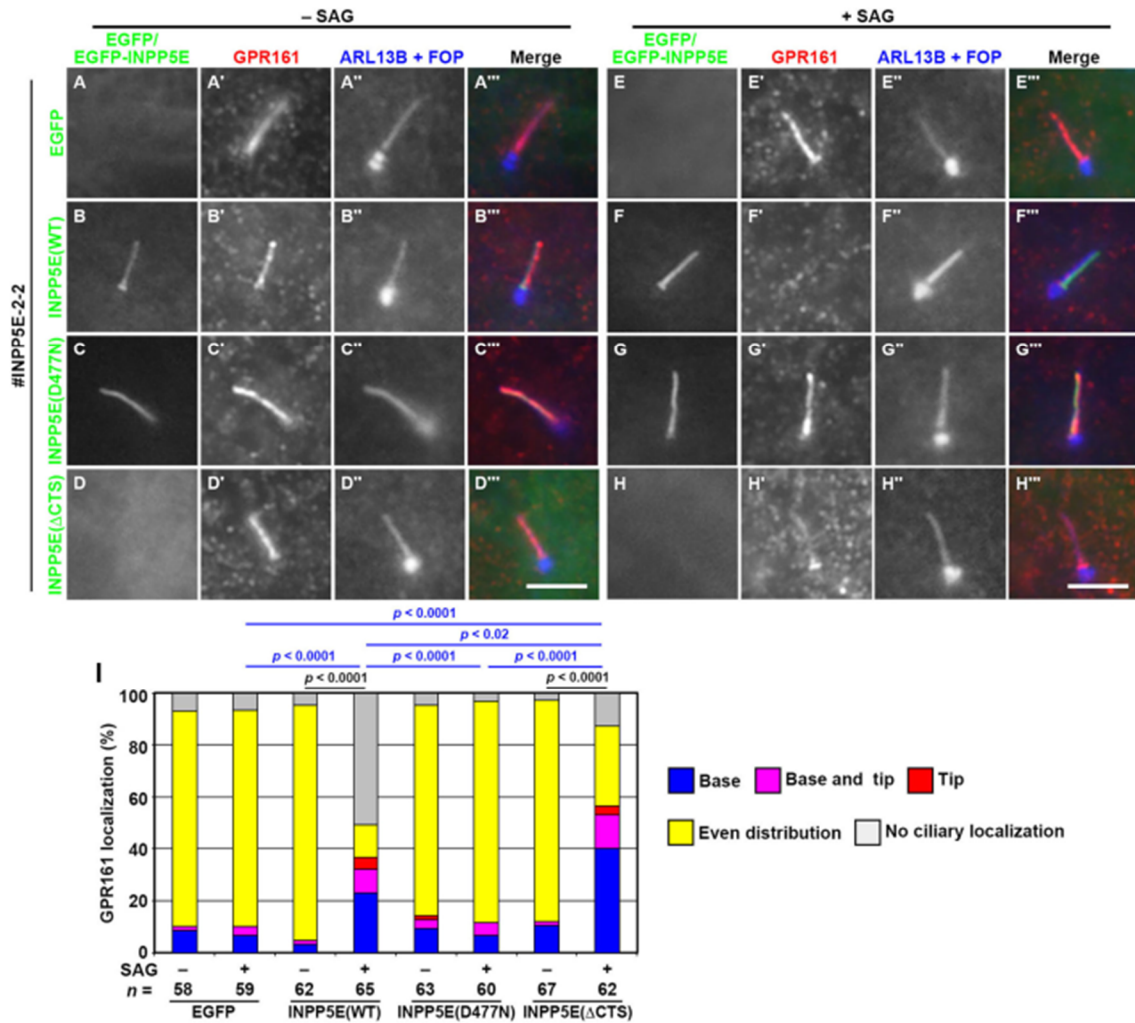 – SAG
+ SAG
EGFP/
EGFP-INPP5E
GPR161
ARL13B + FOP
Merge
EGFP/
EGFP-INPP5E
GPR161
ARL13B + FOP
Merge
#INPP5E-2-2
EGFP
A
A'
A''
A'''
E
E'
E''
E'''
INPP5E(WT)
B
B'
B''
B'''
F
F'
F''
F'''
INPP5E(D477N)
C
C'
C''
C'''
G
G'
G''
G'''
INPP5E(ΔCTS)
D
D'
D''
D'''
H
H'
H''
H'''
I
p < 0.0001
p < 0.02
p < 0.0001
p < 0.0001
p < 0.0001
p < 0.0001
p < 0.0001
GPR161 localization (%)
100
80
60
40
20
0
Base
Base and tip
Tip
Even distribution
No ciliary localization
SAG – + – + – + – +
n = 58 59 62 65 63 60 67 62
EGFP INPP5E(WT) INPP5E(D477N) INPP5E(ΔCTS)